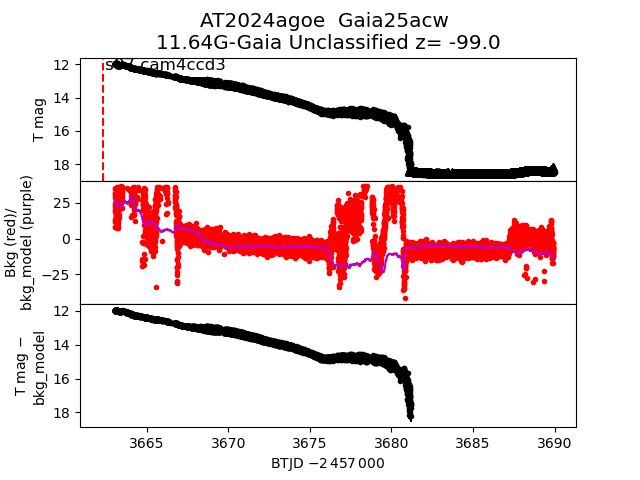 AT2024agoe  Gaia25acw
11.64G-Gaia Unclassified z= -99.0
cam4ccd3
12
14
16
18
T mag
25
0
−25
Bkg (red)/
bkg_model (purple)
12
14
16
18
T mag −
bkg_model
3665
3670
3675
3680
3685
3690
BTJD −2 457 000